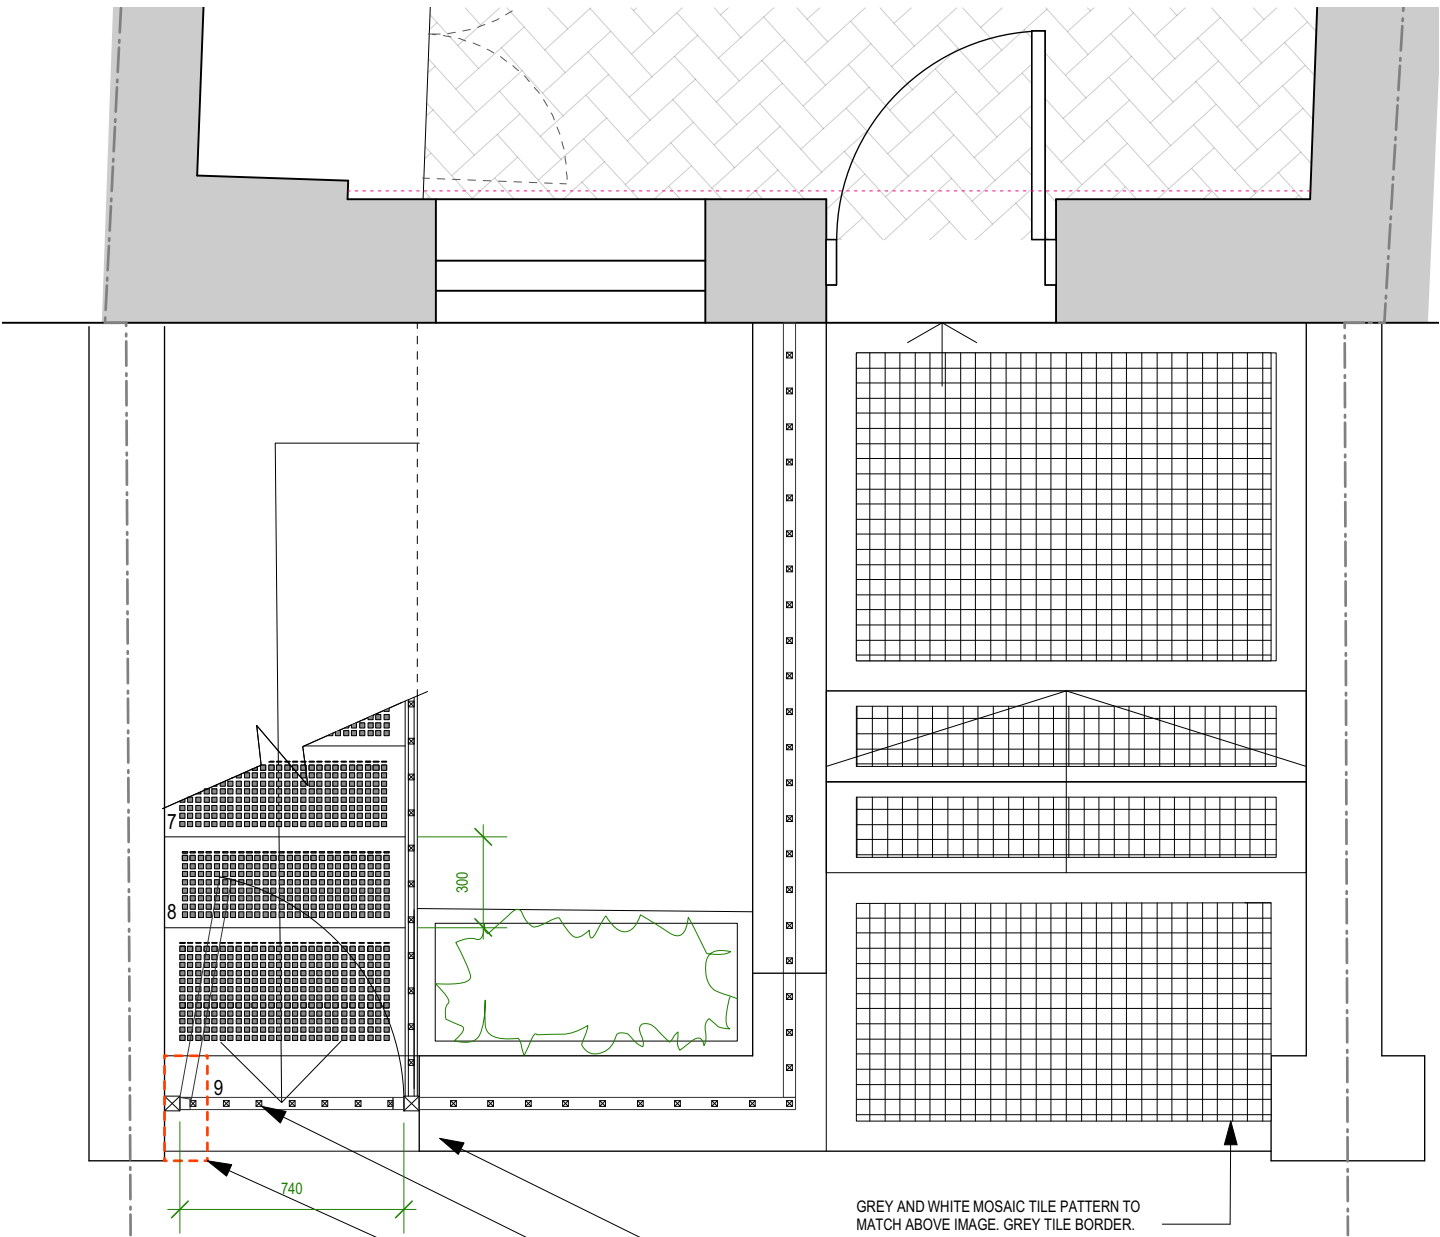 7
300
8
9
740
GREY AND WHITE MOSAIC TILE PATTERN TO
MATCH ABOVE IMAGE. GREY TILE BORDER.